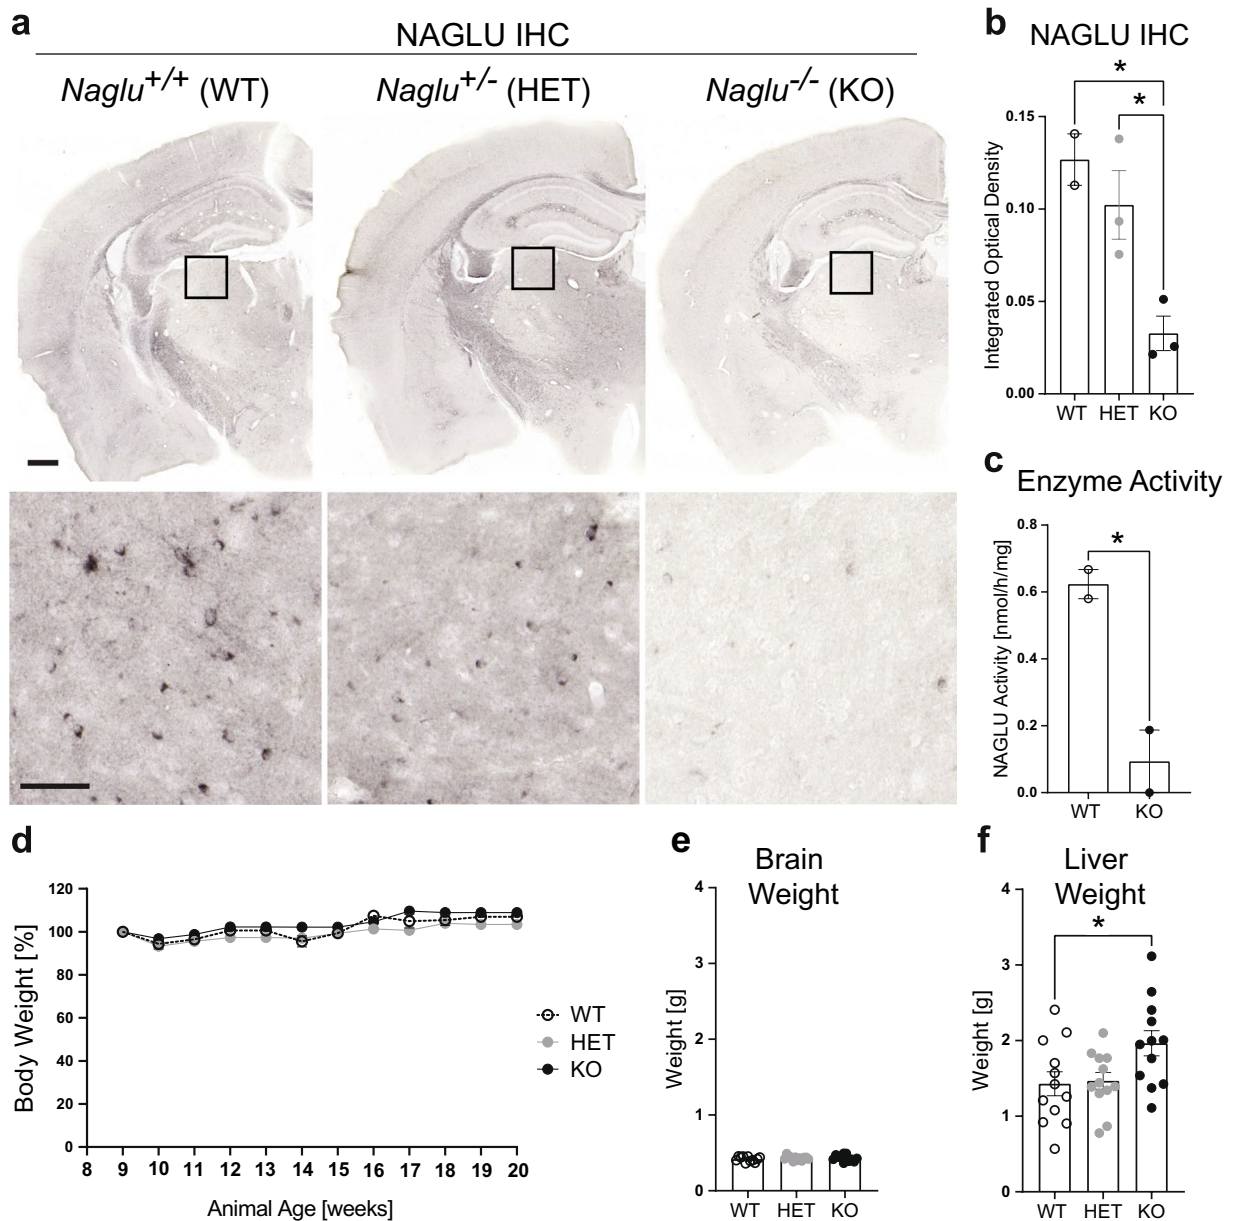 a
NAGLU IHC
Naglu+/+ (WT)
Naglu+/- (HET)
Naglu-/- (KO)
b
NAGLU IHC
*
*
Integrated Optical Density
0.15
0.10
0.05
0.00
WT HET KO
c
Enzyme Activity
*
NAGLU Activity [nmol/h/mg]
0.8
0.6
0.4
0.2
0.0
WT KO
d
Body Weight [%]
120
100
80
60
40
20
0
8 9 10 11 12 13 14 15 16 17 18 19 20
Animal Age [weeks]
WT
HET
KO
e
Brain
Weight
Weight [g]
4
3
2
1
0
WT HET KO
f
Liver
Weight
*
Weight [g]
4
3
2
1
0
WT HET KO